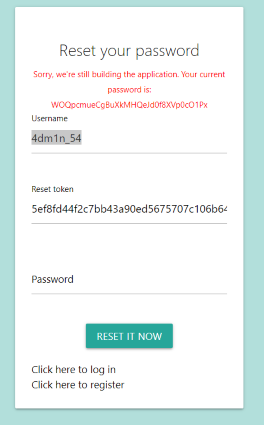 Reset your password
Sorry, we're still building the application. Your current
password is:
WOQpcmueCgBuXkMHQeJd0f8XVp0cO1Px
Username
4dm1n_54
Reset token
5ef8fd44f2c7bb43a90ed5675707c106b64
Password
RESET IT NOW
Click here to log in
Click here to register